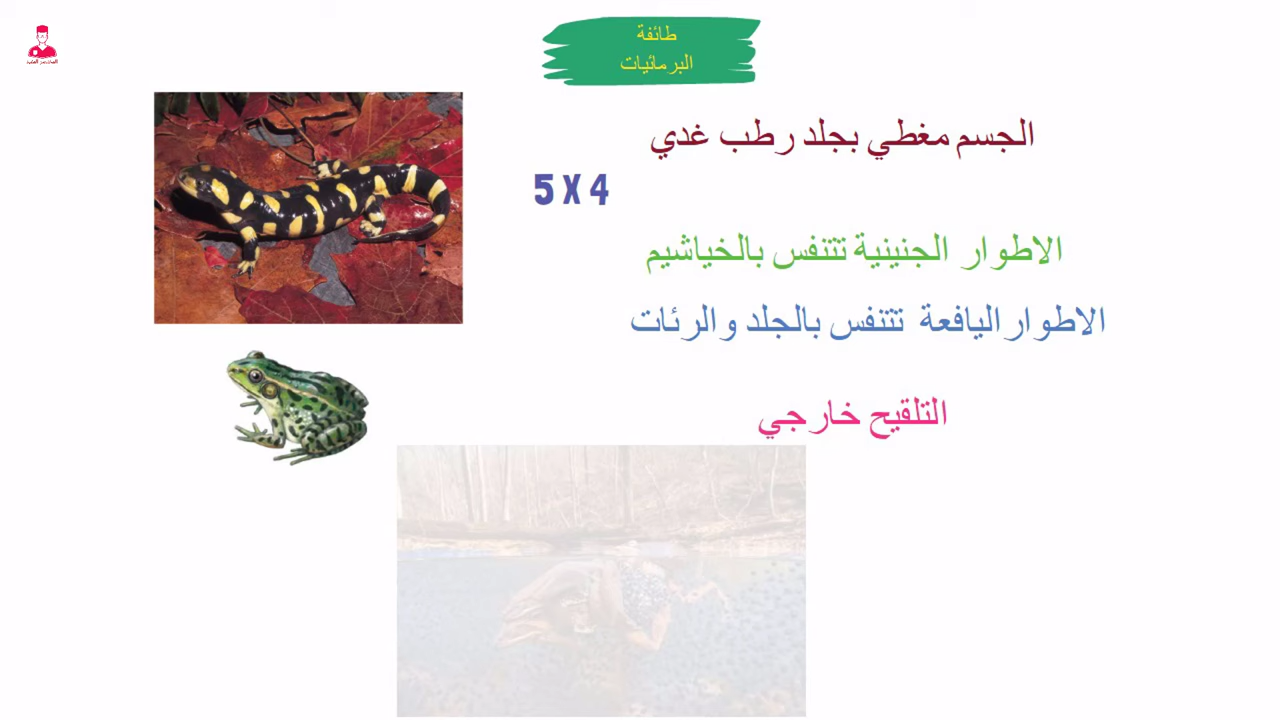 طائفة
البرمائيات
الجسم مغطي بجلد رطب غدي
5 X 4
الاطوار الجنينية تتنفس بالخياشيم
الاطوار اليافعة تتنفس بالجلد والرئات
التلقيح خارجي